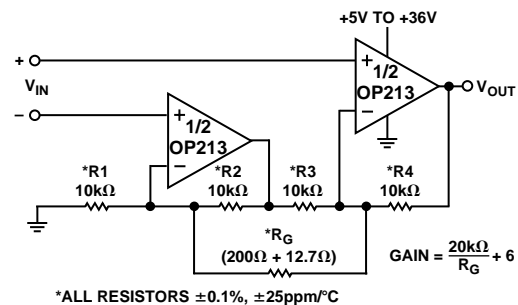 +5V TO +36V
+
V_IN
–
+
1/2
OP213
–
V_OUT
+
1/2
OP213
–
*R1
10kΩ
*R2
10kΩ
*R3
10kΩ
*R4
10kΩ
*R_G
(200Ω + 12.7Ω)
GAIN = 20kΩ/R_G + 6
*ALL RESISTORS ±0.1%, ±25ppm/°C